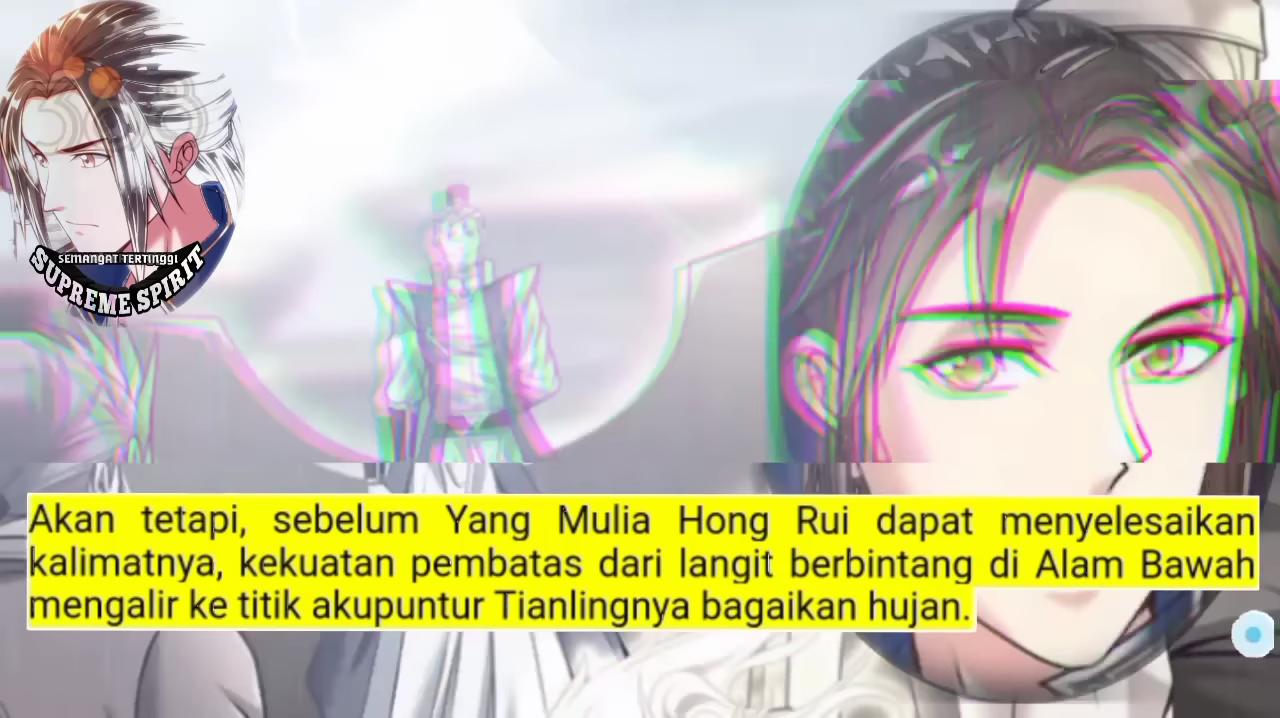 SEMANGAT TERTINGGI
SUPREME SPIRIT
Akan tetapi, sebelum Yang Mulia Hong Rui dapat menyelesaikan
kalimatnya, kekuatan pembatas dari langit berbintang di Alam Bawah
mengalir ke titik akupuntur Tianlingnya bagaikan hujan.